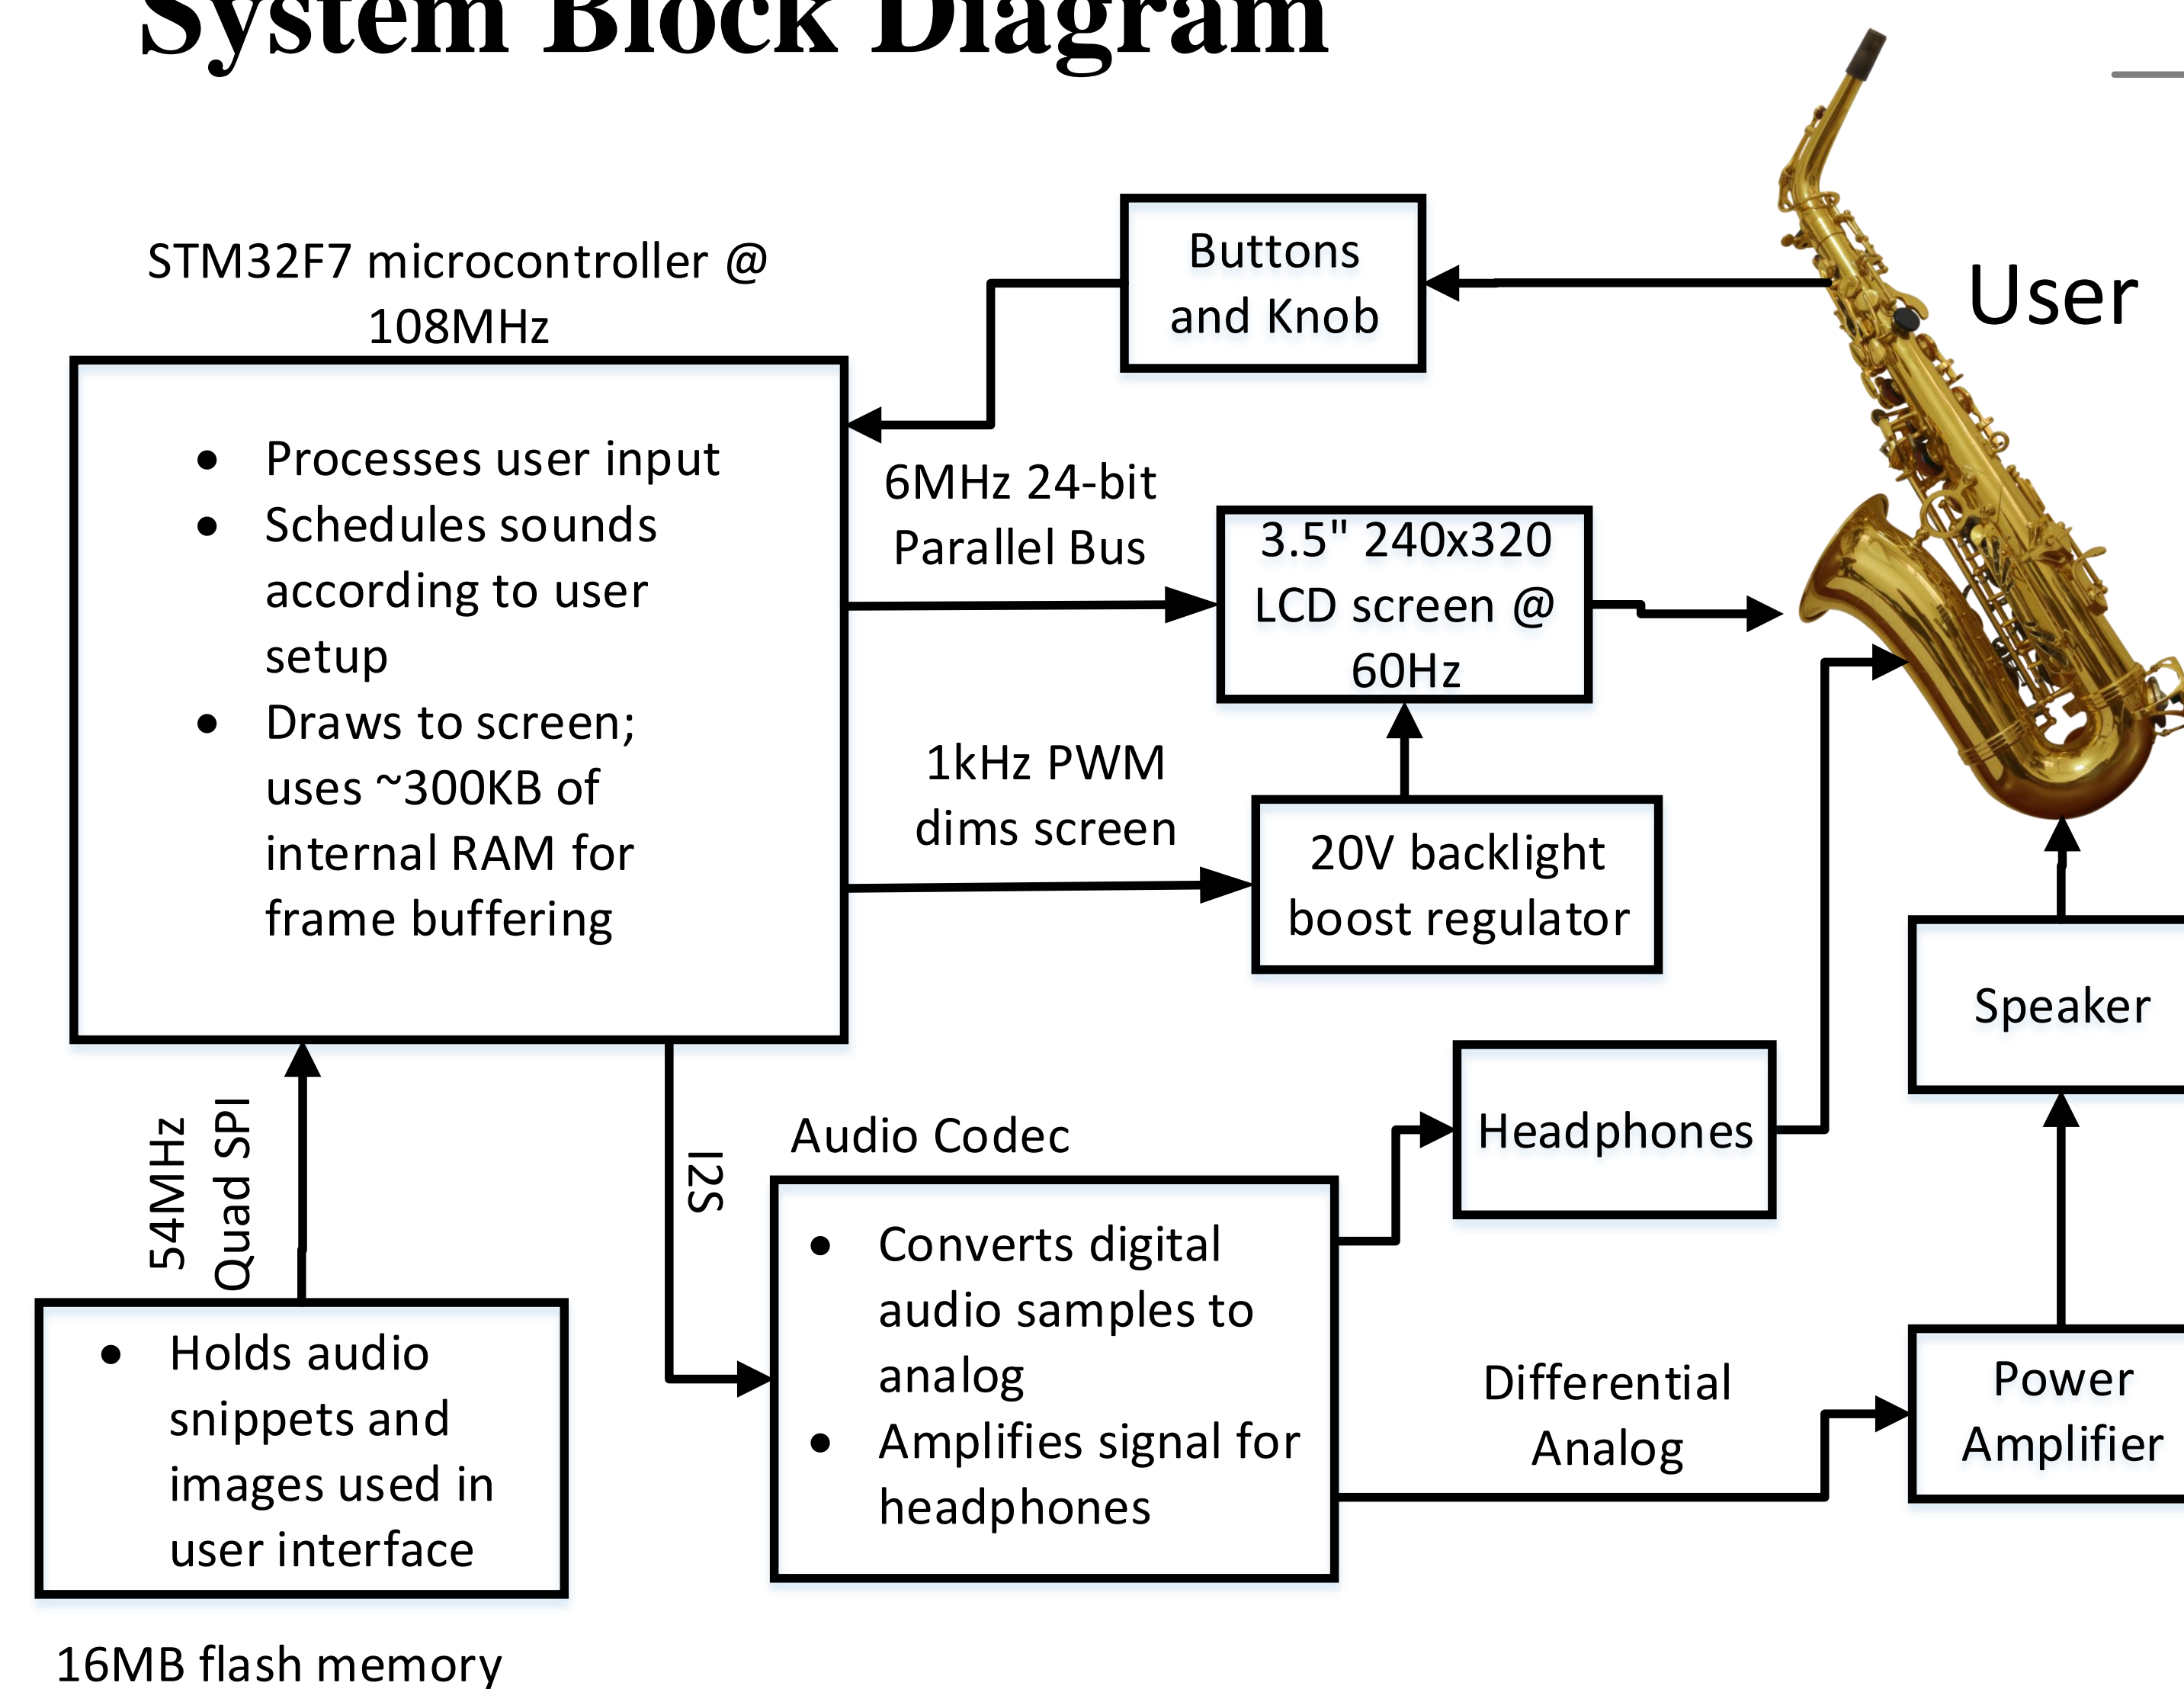 System Block Diagram
STM32F7 microcontroller @
108MHz
• Processes user input
• Schedules sounds
according to user
setup
• Draws to screen;
uses ~300KB of
internal RAM for
frame buffering
Buttons
and Knob
User
6MHz 24-bit
Parallel Bus
3.5" 240x320
LCD screen @
60Hz
1kHz PWM
dims screen
20V backlight
boost regulator
Speaker
Headphones
54MHz
Quad SPI
I2S
Audio Codec
• Converts digital
audio samples to
analog
• Amplifies signal for
headphones
Differential
Analog
Power
Amplifier
• Holds audio
snippets and
images used in
user interface
16MB flash memory